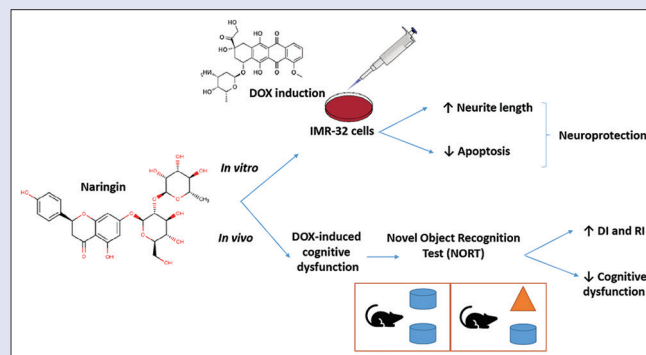 DOX induction
IMR-32 cells
↑ Neurite length
↓ Apoptosis
Neuroprotection
Naringin
In vitro
In vivo
DOX-induced
cognitive
dysfunction
Novel Object Recognition
Test (NORT)
↑ DI and RI
↓ Cognitive
dysfunction